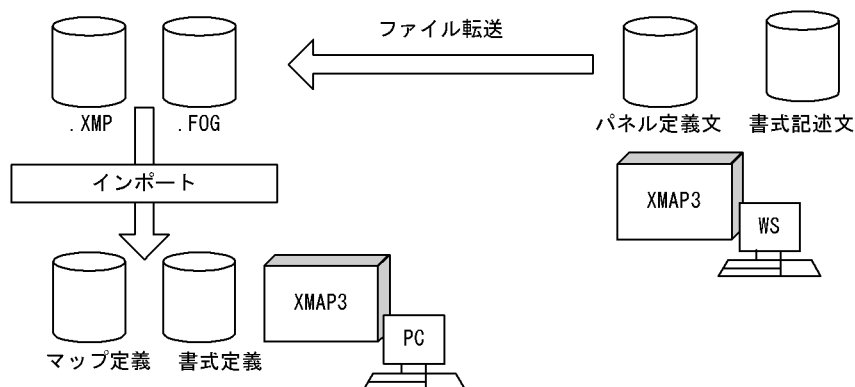 ファイル転送
.XMP
.FOG
パネル定義文
書式記述文
インポート
XMAP3
WS
XMAP3
PC
マップ定義
書式定義